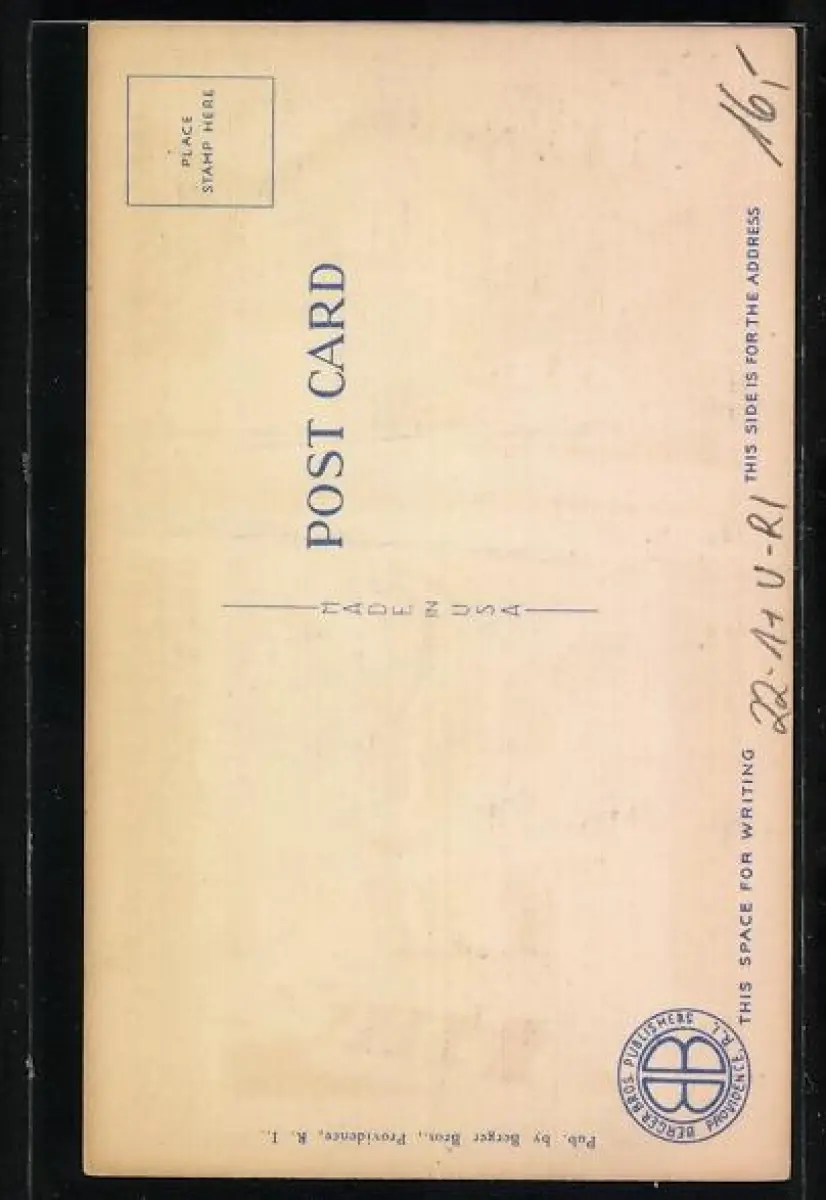 PLACE
STAMP HERE
POST CARD
MADE IN USA
THIS SPACE FOR WRITING
THIS SIDE IS FOR THE ADDRESS
16,-
22-11 U-RI
BERGER BROS. PUBLISHERS
PROVIDENCE, R. I.
BB
Pub. by Berger Bros., Providence, R. I.